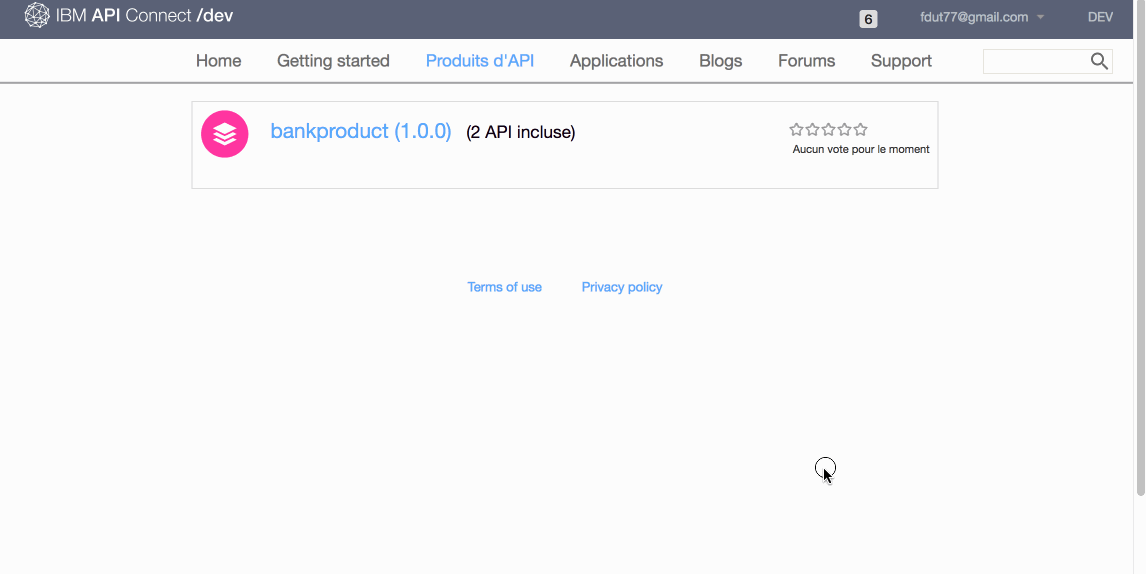 IBM API Connect /dev
6
fdut77@gmail.com
DEV
Home Getting started Produits d'API Applications Blogs Forums Support
bankproduct (1.0.0) (2 API incluse)
Aucun vote pour le moment
Terms of use Privacy policy